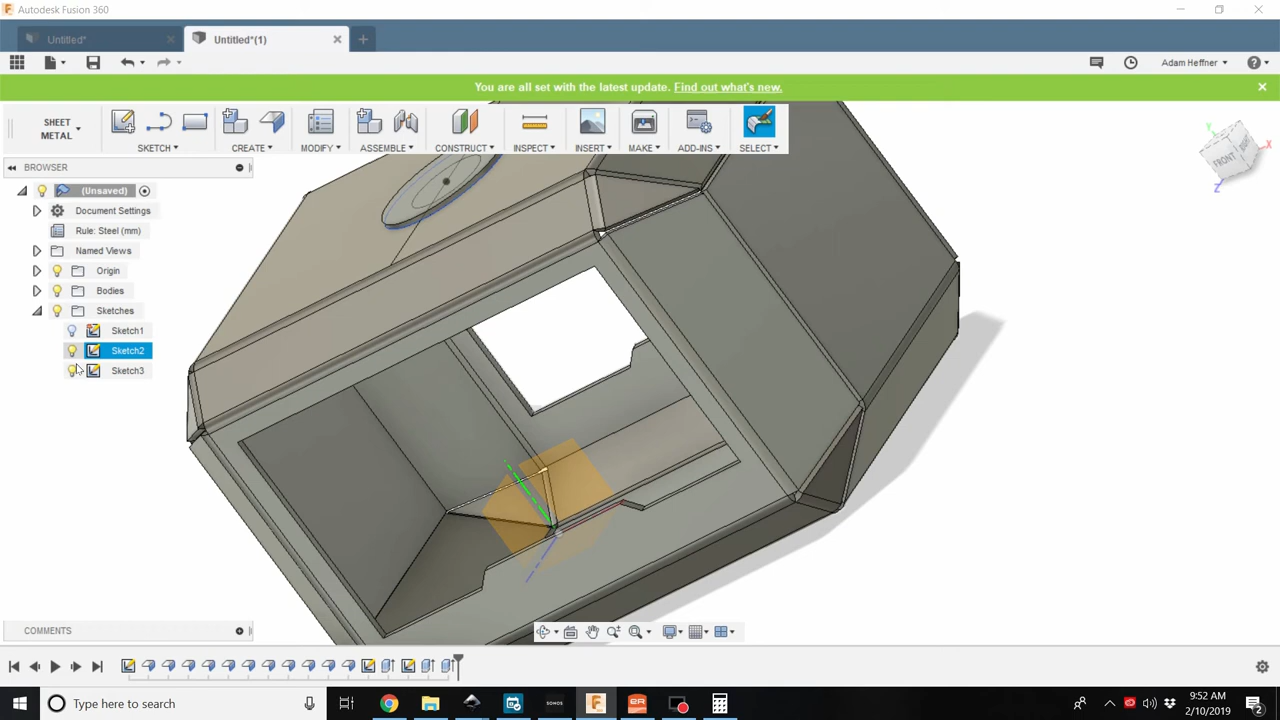 Autodesk Fusion 360
Untitled*
Untitled*(1)
Adam Heffner
You are all set with the latest update. Find out what's new.
SHEET METAL
SKETCH
CREATE
MODIFY
ASSEMBLE
CONSTRUCT
INSPECT
INSERT
MAKE
ADD-INS
SELECT
BROWSER
(Unsaved)
Document Settings
Rule: Steel (mm)
Named Views
Origin
Bodies
Sketches
Sketch1
Sketch2
Sketch3
Y
X
Z
FRONT
COMMENTS
Type here to search
SONOS
9:52 AM
2/10/2019
2